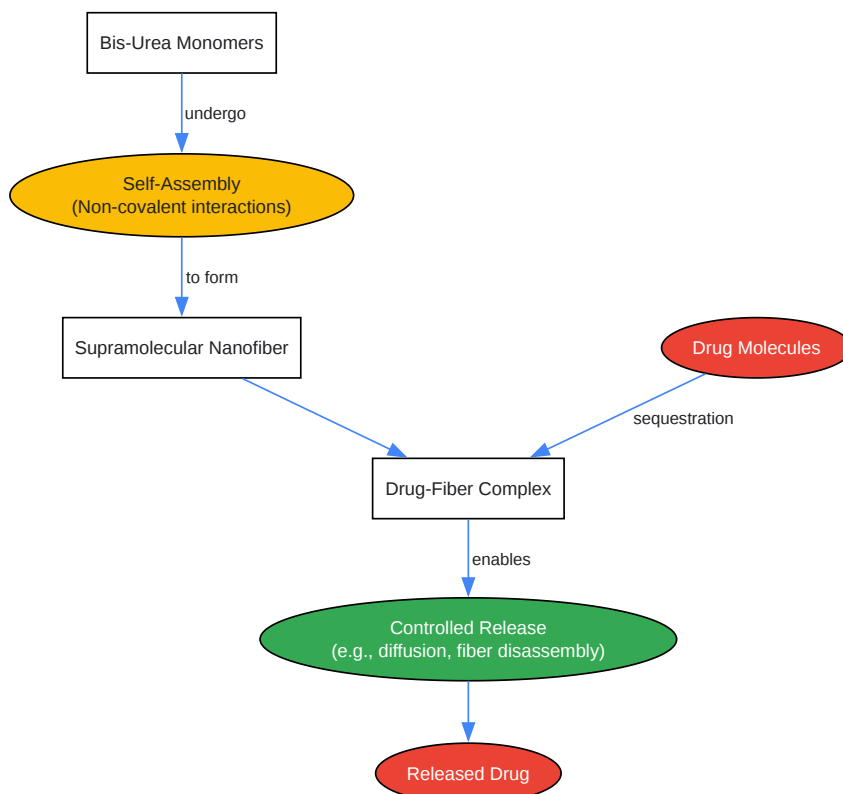 Bis-Urea Monomers
undergo
Self-Assembly
(Non-covalent interactions)
to form
Supramolecular Nanofiber
Drug Molecules
sequestration
Drug-Fiber Complex
enables
Controlled Release
(e.g., diffusion, fiber disassembly)
Released Drug